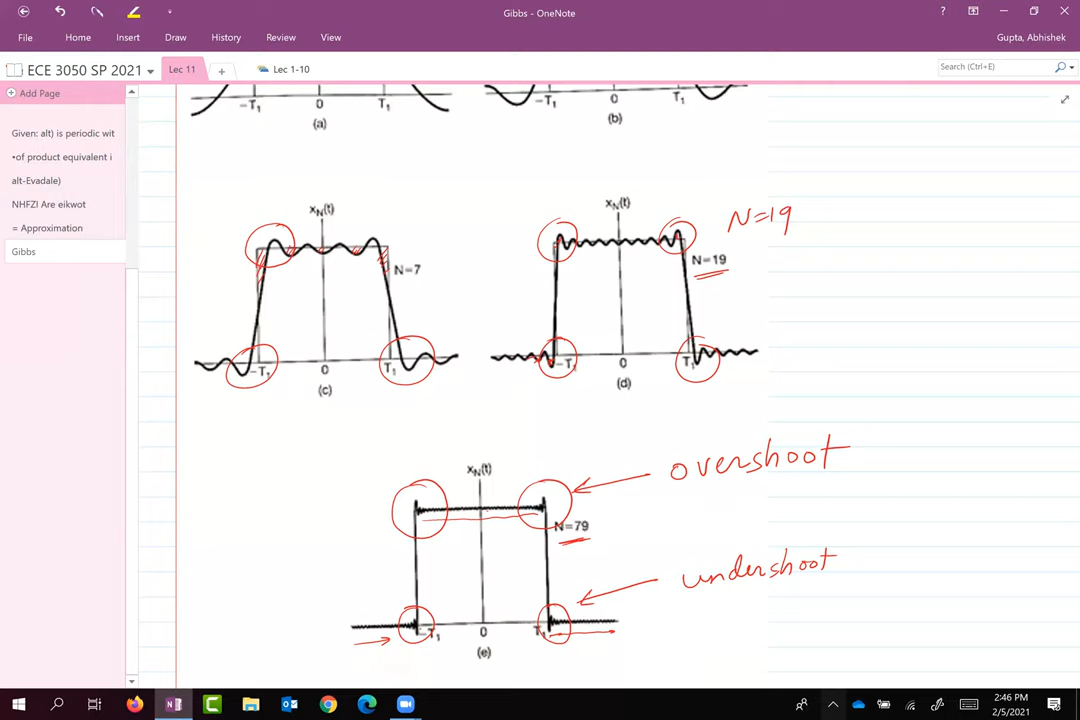 Gibbs - OneNote
?
File
Home
Insert
Draw
History
Review
View
Gupta, Abhishek
ECE 3050 SP 2021
Lec 11
Lec 1-10
Search (Ctrl+E)
Add Page
Given: alt) is periodic wit
•of product equivalent i
alt-Evadale)
NHFZI Are eikwot
= Approximation
Gibbs
-T1 0 T1
(a)
-T1 0 T1
(b)
xN(t)
N=7
-T1 0 T1
(c)
xN(t)
N=19
N=19
-T1 0 T1
(d)
xN(t)
overshoot
N=79
undershoot
-T1 0 T1
(e)
2:46 PM
2/5/2021